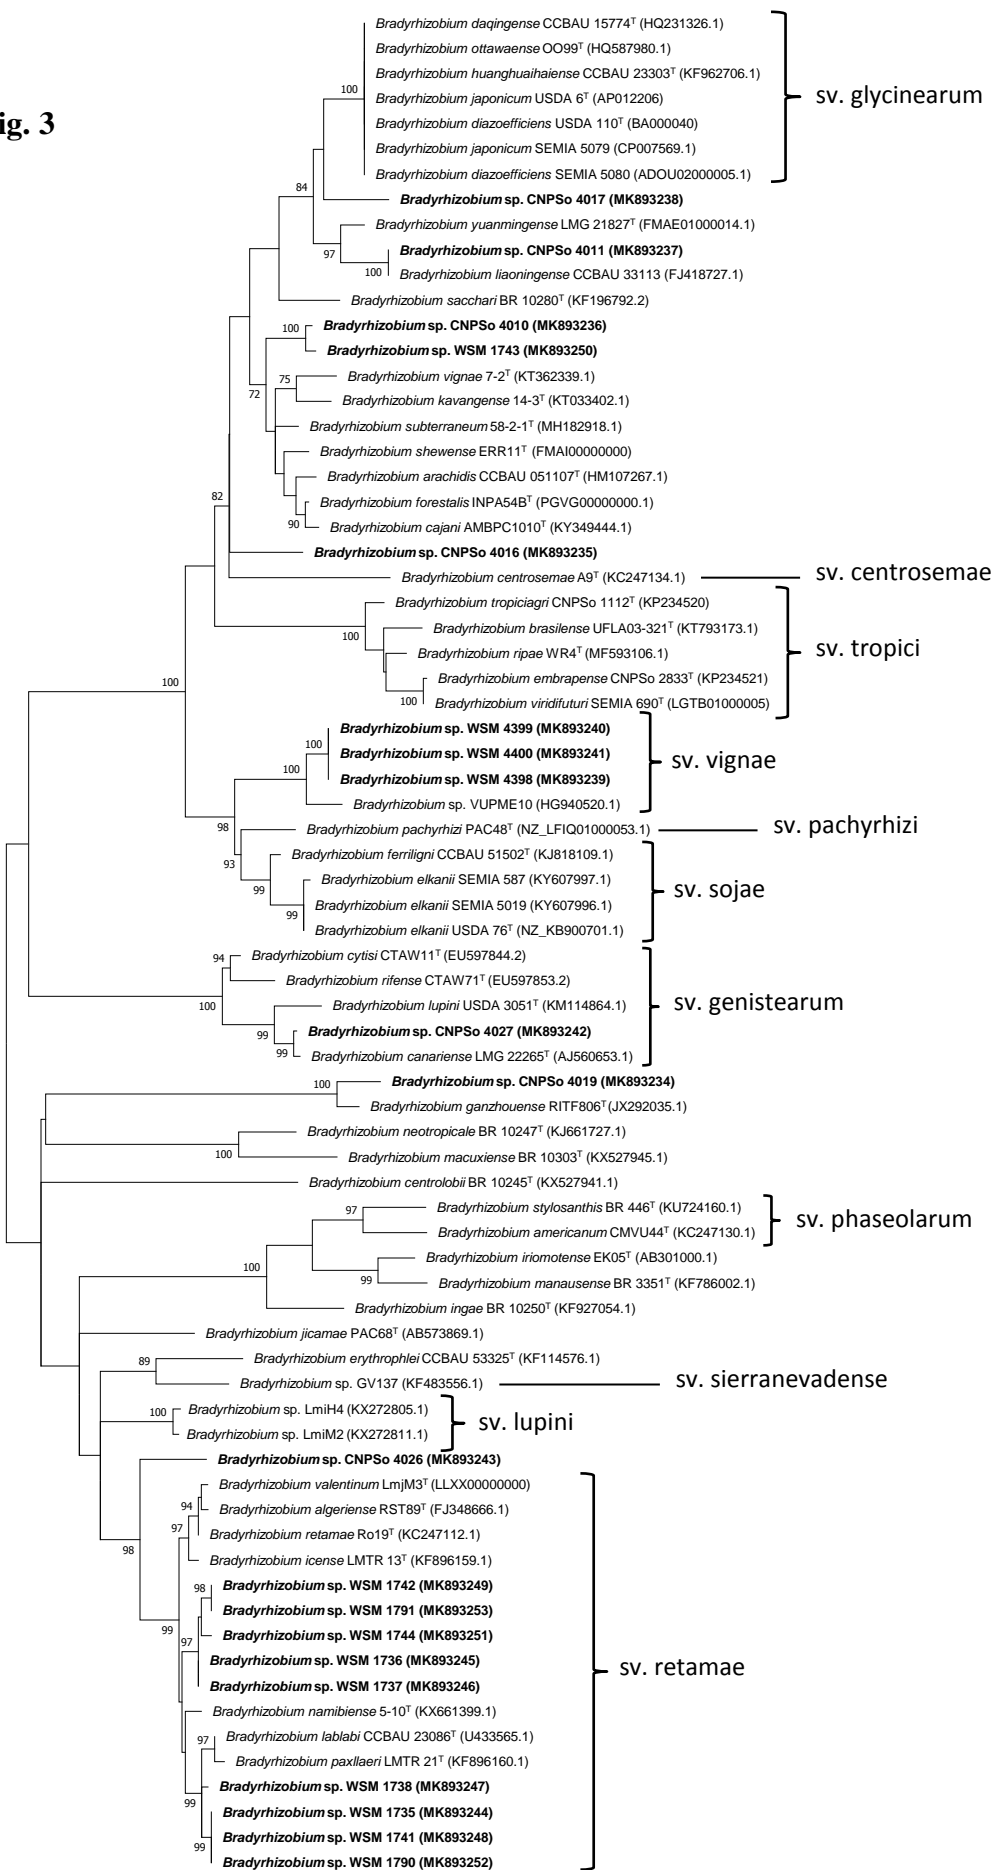 ig. 3
Bradyrhizobium daqingense CCBAU 15774T (HQ231326.1)
Bradyrhizobium ottawaense OO99T (HQ587980.1)
Bradyrhizobium huanghuaihaiense CCBAU 23303T (KF962706.1)
100
Bradyrhizobium japonicum USDA 6T (AP012206)
sv. glycinearum
Bradyrhizobium diazoefficiens USDA 110T (BA000040)
Bradyrhizobium japonicum SEMIA 5079 (CP007569.1)
Bradyrhizobium diazoefficiens SEMIA 5080 (ADOU02000005.1)
84
Bradyrhizobium sp. CNPSo 4017 (MK893238)
Bradyrhizobium yuanmingense LMG 21827T (FMAE01000014.1)
97
Bradyrhizobium sp. CNPSo 4011 (MK893237)
100
Bradyrhizobium liaoningense CCBAU 33113 (FJ418727.1)
Bradyrhizobium sacchari BR 10280T (KF196792.2)
100
Bradyrhizobium sp. CNPSo 4010 (MK893236)
Bradyrhizobium sp. WSM 1743 (MK893250)
75
Bradyrhizobium vignae 7-2T (KT362339.1)
72
Bradyrhizobium kavangense 14-3T (KT033402.1)
Bradyrhizobium subterraneum 58-2-1T (MH182918.1)
Bradyrhizobium shewense ERR11T (FMAI00000000)
Bradyrhizobium arachidis CCBAU 051107T (HM107267.1)
82
Bradyrhizobium forestalis INPA54BT (PGVG00000000.1)
90
Bradyrhizobium cajani AMBPC1010T (KY349444.1)
Bradyrhizobium sp. CNPSo 4016 (MK893235)
Bradyrhizobium centrosemae A9T (KC247134.1)
sv. centrosemae
Bradyrhizobium tropiciagri CNPSo 1112T (KP234520)
100
Bradyrhizobium brasilense UFLA03-321T (KT793173.1)
Bradyrhizobium ripae WR4T (MF593106.1)
sv. tropici
Bradyrhizobium embrapense CNPSo 2833T (KP234521)
100
100
Bradyrhizobium viridifuturi SEMIA 690T (LGTB01000005)
Bradyrhizobium sp. WSM 4399 (MK893240)
100
Bradyrhizobium sp. WSM 4400 (MK893241)
sv. vignae
100
Bradyrhizobium sp. WSM 4398 (MK893239)
Bradyrhizobium sp. VUPME10 (HG940520.1)
98
Bradyrhizobium pachyrhizi PAC48T (NZ_LFIQ01000053.1)
sv. pachyrhizi
93
Bradyrhizobium ferriligni CCBAU 51502T (KJ818109.1)
Bradyrhizobium elkanii SEMIA 587 (KY607997.1)
99
sv. sojae
99
Bradyrhizobium elkanii SEMIA 5019 (KY607996.1)
Bradyrhizobium elkanii USDA 76T (NZ_KB900701.1)
94
Bradyrhizobium cytisi CTAW11T (EU597844.2)
Bradyrhizobium rifense CTAW71T (EU597853.2)
100
Bradyrhizobium lupini USDA 3051T (KM114864.1)
sv. genistearum
99
Bradyrhizobium sp. CNPSo 4027 (MK893242)
99
Bradyrhizobium canariense LMG 22265T (AJ560653.1)
100
Bradyrhizobium sp. CNPSo 4019 (MK893234)
Bradyrhizobium ganzhouense RITF806T(JX292035.1)
Bradyrhizobium neotropicale BR 10247T (KJ661727.1)
100
Bradyrhizobium macuxiense BR 10303T (KX527945.1)
Bradyrhizobium centrolobii BR 10245T (KX527941.1)
97
Bradyrhizobium stylosanthis BR 446T (KU724160.1)
sv. phaseolarum
Bradyrhizobium americanum CMVU44T (KC247130.1)
100
Bradyrhizobium iriomotense EK05T (AB301000.1)
99
Bradyrhizobium manausense BR 3351T (KF786002.1)
Bradyrhizobium ingae BR 10250T (KF927054.1)
Bradyrhizobium jicamae PAC68T (AB573869.1)
89
Bradyrhizobium erythrophlei CCBAU 53325T (KF114576.1)
Bradyrhizobium sp. GV137 (KF483556.1)
sv. sierranevadense
100
Bradyrhizobium sp. LmiH4 (KX272805.1)
sv. lupini
Bradyrhizobium sp. LmiM2 (KX272811.1)
Bradyrhizobium sp. CNPSo 4026 (MK893243)
Bradyrhizobium valentinum LmjM3T (LLXX00000000)
94
Bradyrhizobium algeriense RST89T (FJ348666.1)
97
Bradyrhizobium retamae Ro19T (KC247112.1)
98
Bradyrhizobium icense LMTR 13T (KF896159.1)
98
Bradyrhizobium sp. WSM 1742 (MK893249)
Bradyrhizobium sp. WSM 1791 (MK893253)
99
Bradyrhizobium sp. WSM 1744 (MK893251)
97
Bradyrhizobium sp. WSM 1736 (MK893245)
sv. retamae
Bradyrhizobium sp. WSM 1737 (MK893246)
Bradyrhizobium namibiense 5-10T (KX661399.1)
97
Bradyrhizobium lablabi CCBAU 23086T (U433565.1)
Bradyrhizobium paxllaeri LMTR 21T (KF896160.1)
Bradyrhizobium sp. WSM 1738 (MK893247)
99
Bradyrhizobium sp. WSM 1735 (MK893244)
Bradyrhizobium sp. WSM 1741 (MK893248)
99
Bradyrhizobium sp. WSM 1790 (MK893252)